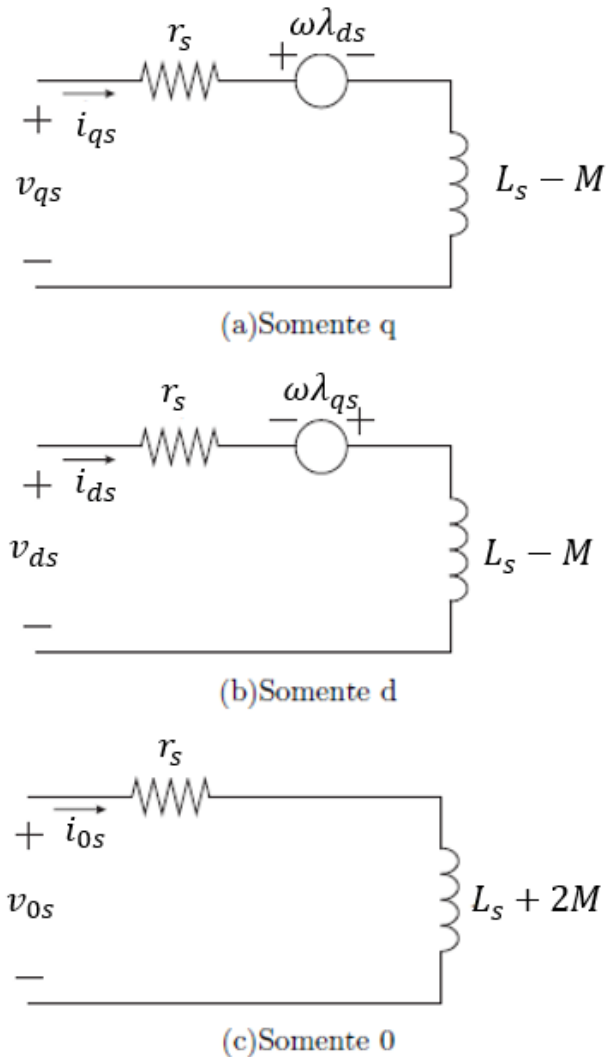 ωλ_ds
r_s + −
+ i_qs
v_qs L_s − M
−
(a)Somente q
ωλ_qs
r_s − +
+ i_ds
v_ds L_s − M
−
(b)Somente d
r_s
+ i_0s
v_0s L_s + 2M
−
(c)Somente 0